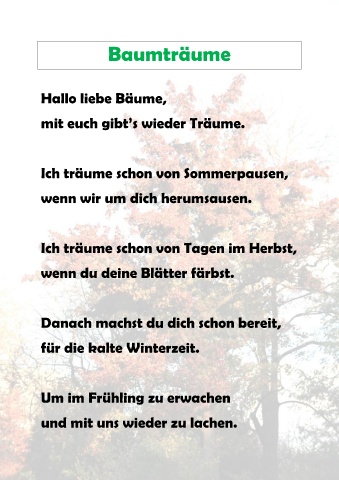 Baumträume
Hallo liebe Bäume,
mit euch gibt's wieder Träume.
Ich träume schon von Sommerpausen,
wenn wir um dich herumsausen.
Ich träume schon von Tagen im Herbst,
wenn du deine Blätter färbst.
Danach machst du dich schon bereit,
für die kalte Winterzeit.
Um im Frühling zu erwachen
und mit uns wieder zu lachen.